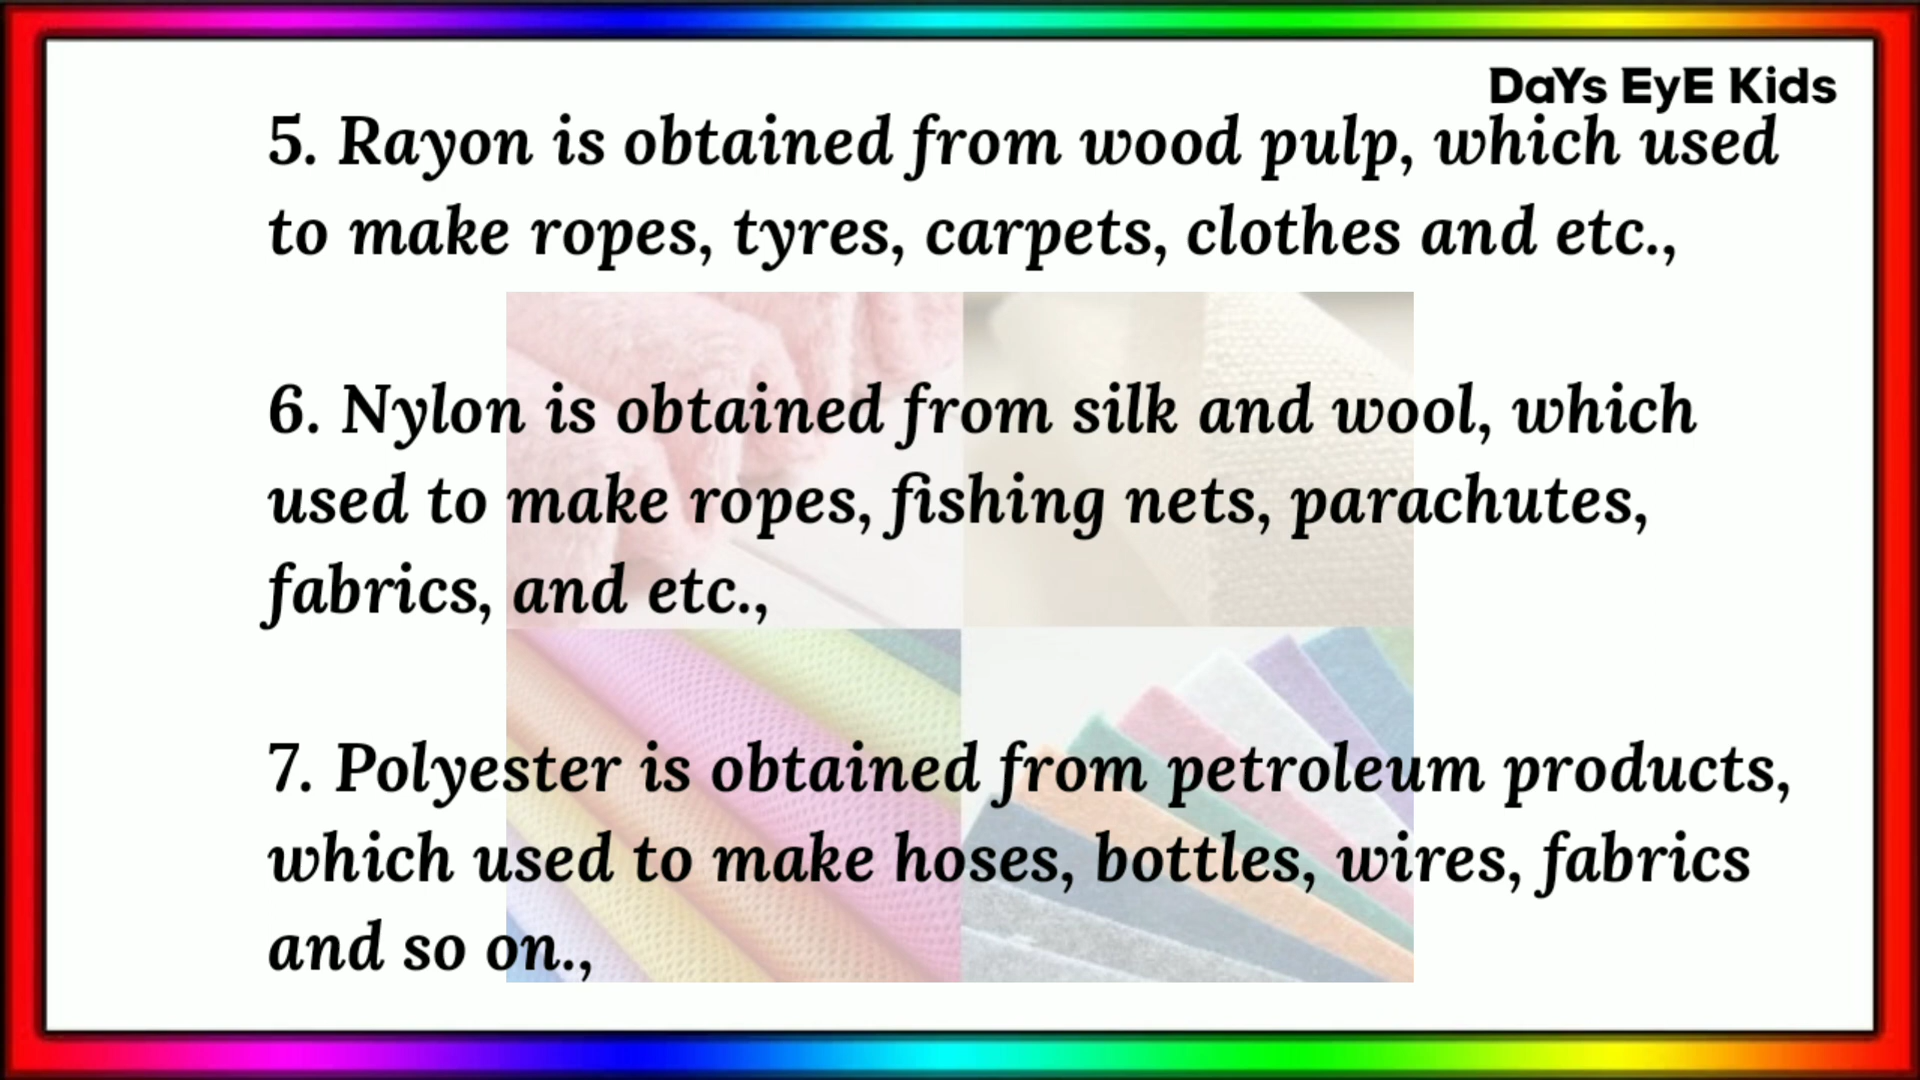 DaYs EyE Kids
5. Rayon is obtained from wood pulp, which used
to make ropes, tyres, carpets, clothes and etc.,
6. Nylon is obtained from silk and wool, which
used to make ropes, fishing nets, parachutes,
fabrics, and etc.,
7. Polyester is obtained from petroleum products,
which used to make hoses, bottles, wires, fabrics
and so on.,